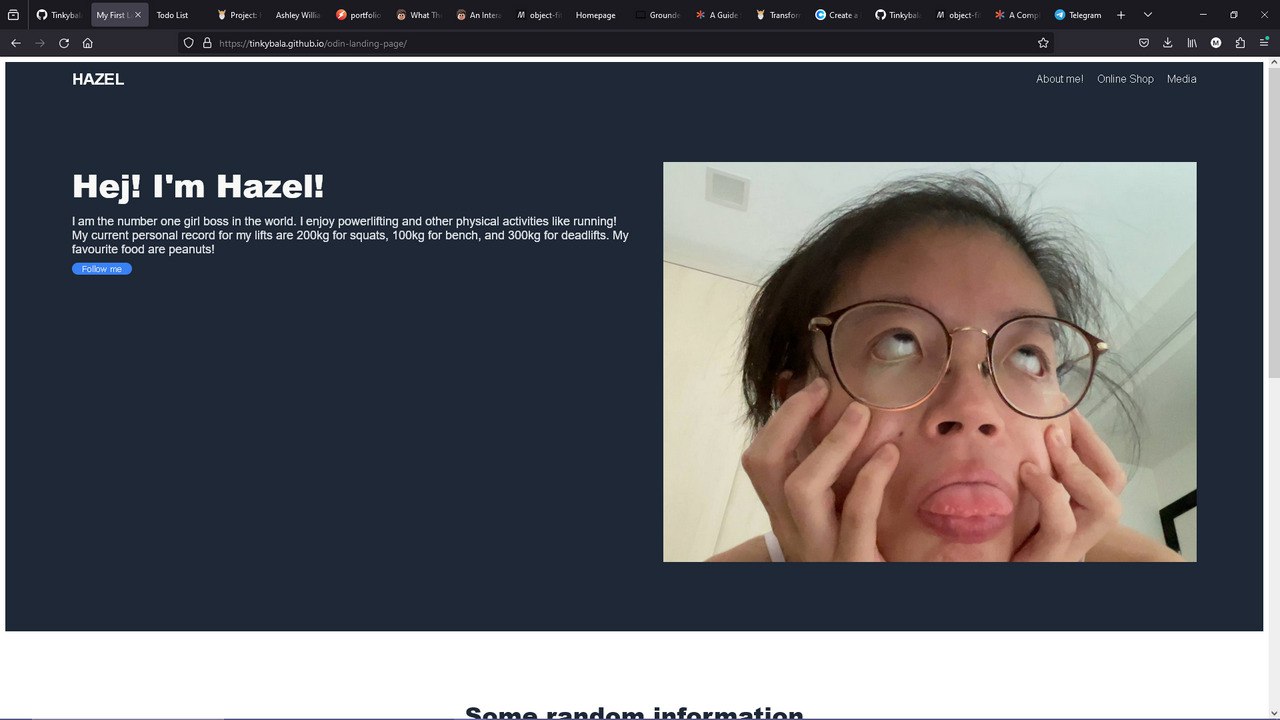 Tinkybal
My First L
Todo List
Project:
Ashley Willia
portfolio
What Th
An Intera
object-fit
Homepage
Grounde
A Guide
Transfor
Create a
Tinkybala
object-fit
A Compl
Telegram
https://tinkybala.github.io/odin-landing-page/
M
HAZEL
About me!
Online Shop
Media
Hej! I'm Hazel!
I am the number one girl boss in the world. I enjoy powerlifting and other physical activities like running!
My current personal record for my lifts are 200kg for squats, 100kg for bench, and 300kg for deadlifts. My
favourite food are peanuts!
Follow me
Some random information